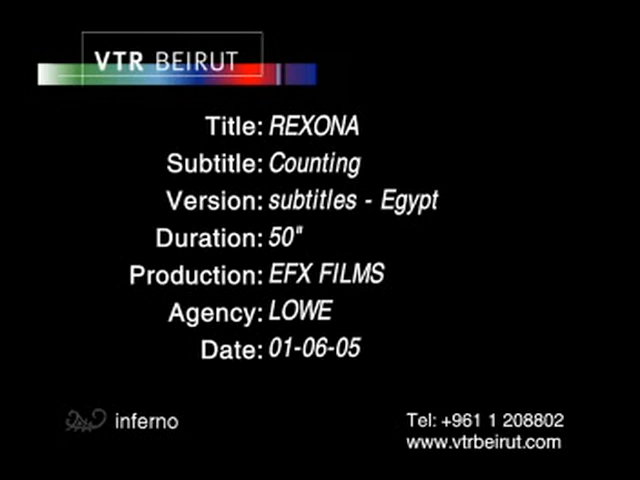 VTR BEIRUT
Title: REXONA
Subtitle: Counting
Version: subtitles - Egypt
Duration: 50"
Production: EFX FILMS
Agency: LOWE
Date: 01-06-05
inferno
Tel: +961 1 208802
www.vtrbeirut.com